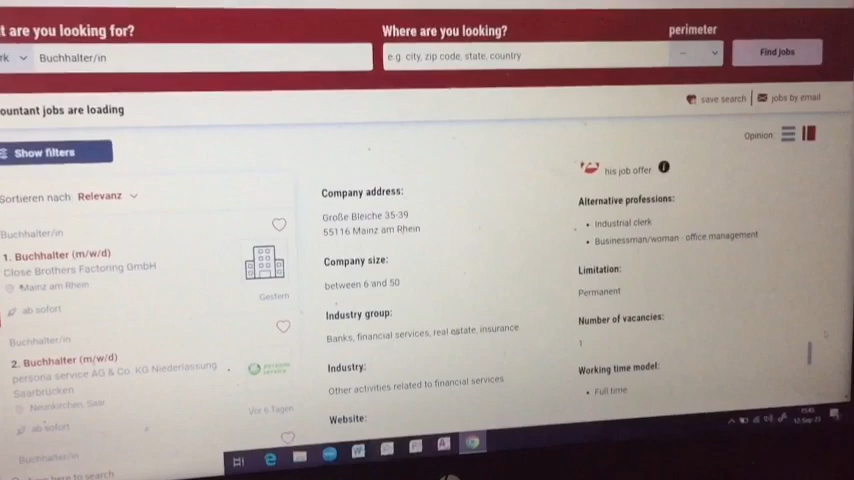 t are you looking for?
Where are you looking?
perimeter
rk
Buchhalter/in
e.g. city, zip code, state, country
--
Find jobs
ountant jobs are loading
save search
jobs by email
Show filters
Opinion:
his job offer
Sortieren nach Relevanz
Buchhalter/in
1. Buchhalter (m/w/d)
Close Brothers Factoring GmbH
Mainz am Rhein
Gestern
ab sofort
Buchhalter/in
2. Buchhalter (m/w/d)
persona service AG & Co. KG Niederlassung
Saarbrücken
Neunkirchen, Saar
persona
service
Vor 6 Tagen
ab sofort
Buchhalter/in
here to search
Company address:
Große Bleiche 35-39
55116 Mainz am Rhein
Company size:
between 6 and 50
Industry group:
Banks, financial services, real estate, insurance
Industry:
Other activities related to financial services
Website:
Alternative professions:
Industrial clerk
Businessman/woman - office management
Limitation:
Permanent
Number of vacancies:
1
Working time model:
Full time